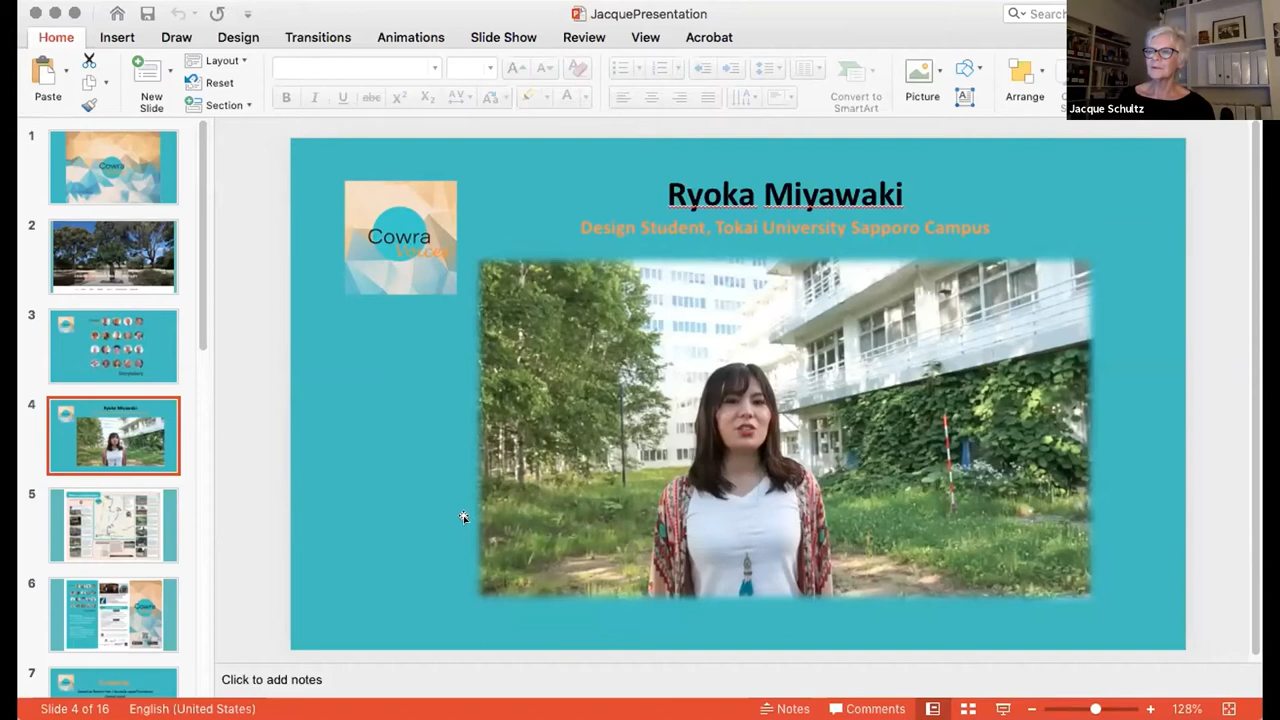 JacquePresentation
Search
Home Insert Draw Design Transitions Animations Slide Show Review View Acrobat
Paste
New Slide
Layout
Reset
Section
Convert to SmartArt
Picture
Arrange
Jacque Schultz
1
2
3
4
5
6
7
Ryoka Miyawaki
Design Student, Tokai University Sapporo Campus
Cowra
Voices
Click to add notes
Slide 4 of 16
English (United States)
Notes
Comments
128%